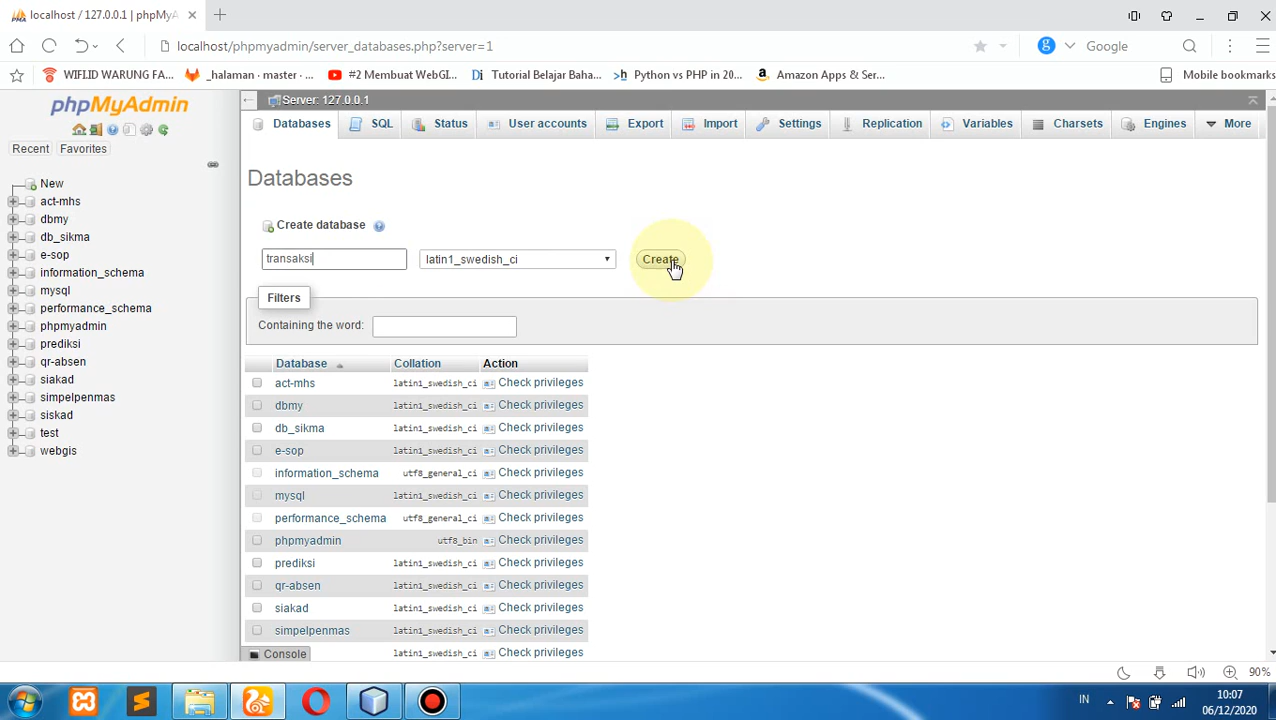 localhost / 127.0.0.1 | phpMyA
localhost/phpmyadmin/server_databases.php?server=1
Google
WIFI.ID WARUNG FA...
_halaman · master ·...
#2 Membuat WebGI...
Tutorial Belajar Baha...
Python vs PHP in 20...
Amazon Apps & Ser...
Mobile bookmarks
phpMyAdmin
Recent
Favorites
New
act-mhs
dbmy
db_sikma
e-sop
information_schema
mysql
performance_schema
phpmyadmin
prediksi
qr-absen
siakad
simpelpenmas
siskad
test
webgis
Server: 127.0.0.1
Databases SQL Status User accounts Export Import Settings Replication Variables Charsets Engines More
Databases
Create database
transaksi latin1_swedish_ci Create
Filters
Containing the word:
Database Collation Action
act-mhs latin1_swedish_ci Check privileges
dbmy latin1_swedish_ci Check privileges
db_sikma latin1_swedish_ci Check privileges
e-sop latin1_swedish_ci Check privileges
information_schema utf8_general_ci Check privileges
mysql latin1_swedish_ci Check privileges
performance_schema utf8_general_ci Check privileges
phpmyadmin utf8_bin Check privileges
prediksi latin1_swedish_ci Check privileges
qr-absen latin1_swedish_ci Check privileges
siakad latin1_swedish_ci Check privileges
simpelpenmas latin1_swedish_ci Check privileges
Console latin1_swedish_ci Check privileges
90%
IN
10:07
06/12/2020